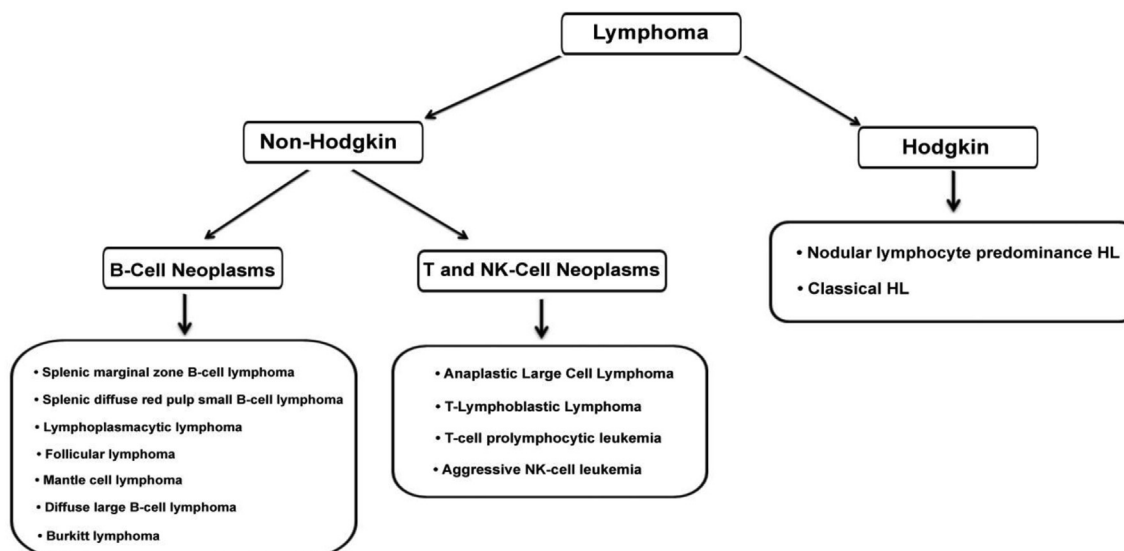 Lymphoma
Non-Hodgkin
Hodgkin
B-Cell Neoplasms
T and NK-Cell Neoplasms
• Nodular lymphocyte predominance HL
• Classical HL
• Splenic marginal zone B-cell lymphoma
• Splenic diffuse red pulp small B-cell lymphoma
• Lymphoplasmacytic lymphoma
• Follicular lymphoma
• Mantle cell lymphoma
• Diffuse large B-cell lymphoma
• Burkitt lymphoma
• Anaplastic Large Cell Lymphoma
• T-Lymphoblastic Lymphoma
• T-cell prolymphocytic leukemia
• Aggressive NK-cell leukemia